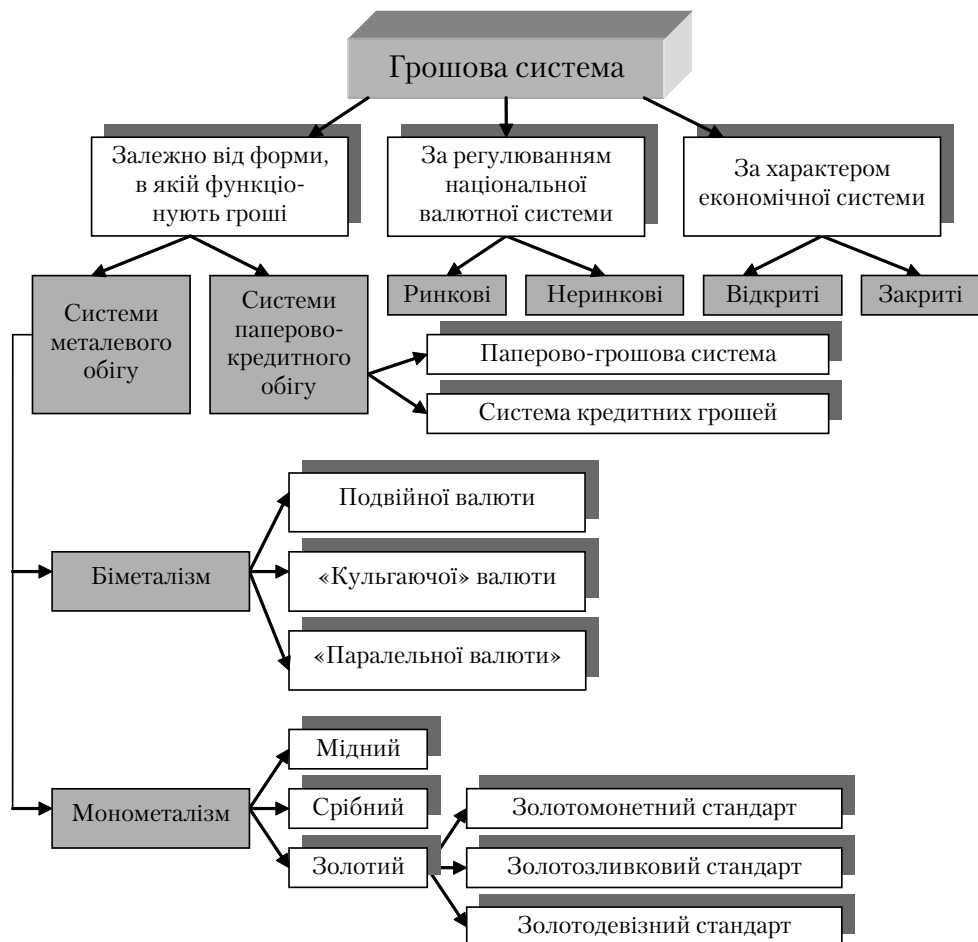 Грошова система
Залежно від форми,
в якій функціо-
нують гроші
За регулюванням
національної
валютної системи
За характером
економічної системи
Системи
металевого
обігу
Системи
паперово-
кредитного
обігу
Ринкові
Неринкові
Відкриті
Закриті
Паперово-грошова система
Система кредитних грошей
Біметалізм
Подвійної валюти
«Кульгаючої» валюти
«Паралельної валюти»
Монометалізм
Мідний
Срібний
Золотий
Золотомонетний стандарт
Золотозливковий стандарт
Золотодевізний стандарт